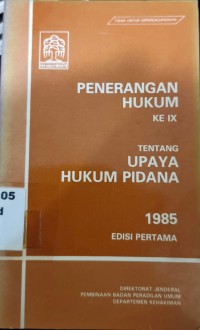 TIDAK UNTUK DIPERDAGANGKAN
PENERANGAN
HUKUM
KE IX
TENTANG
UPAYA
HUKUM PIDANA
05
d
1985
EDISI PERTAMA
DIREKTORAT JENDERAL
PEMBINAAN BADAN PERADILAN UMUM
DEPARTEMEN KEHAKIMAN